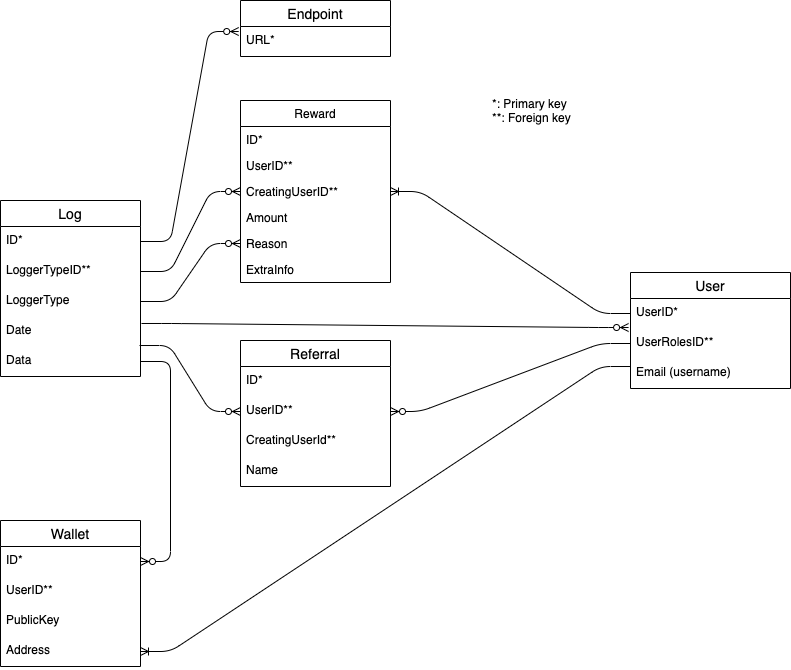 Endpoint
URL*
*: Primary key
**: Foreign key
Reward
ID*
UserID**
CreatingUserID**
Amount
Reason
ExtraInfo
Log
ID*
LoggerTypeID**
LoggerType
Date
Data
User
UserID*
UserRolesID**
Email (username)
Referral
ID*
UserID**
CreatingUserId**
Name
Wallet
ID*
UserID**
PublicKey
Address